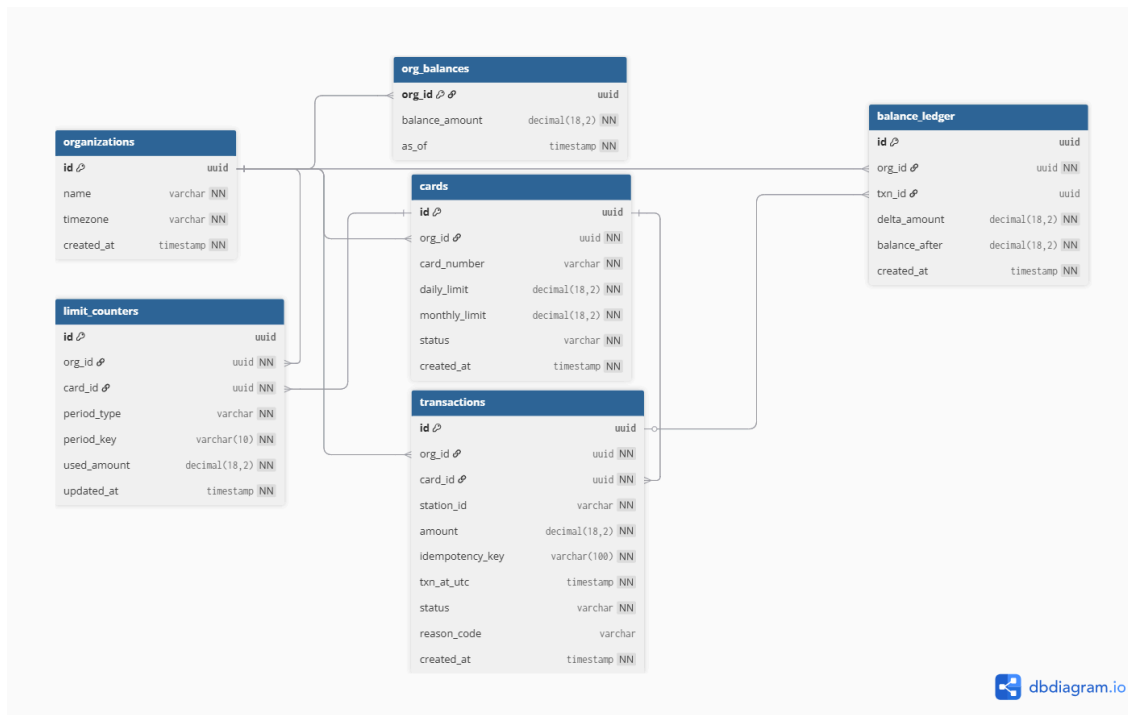 org_balances
org_id uuid
balance_amount decimal(18,2) NN
as_of timestamp NN
organizations
id uuid
name varchar NN
timezone varchar NN
created_at timestamp NN
balance_ledger
id uuid
org_id uuid NN
txn_id uuid
delta_amount decimal(18,2) NN
balance_after decimal(18,2) NN
created_at timestamp NN
cards
id uuid
org_id uuid NN
card_number varchar NN
daily_limit decimal(18,2) NN
monthly_limit decimal(18,2) NN
status varchar NN
created_at timestamp NN
limit_counters
id uuid
org_id uuid NN
card_id uuid NN
period_type varchar NN
period_key varchar(10) NN
used_amount decimal(18,2) NN
updated_at timestamp NN
transactions
id uuid
org_id uuid NN
card_id uuid NN
station_id varchar NN
amount decimal(18,2) NN
idempotency_key varchar(100) NN
txn_at_utc timestamp NN
status varchar NN
reason_code varchar
created_at timestamp NN
dbdiagram.io